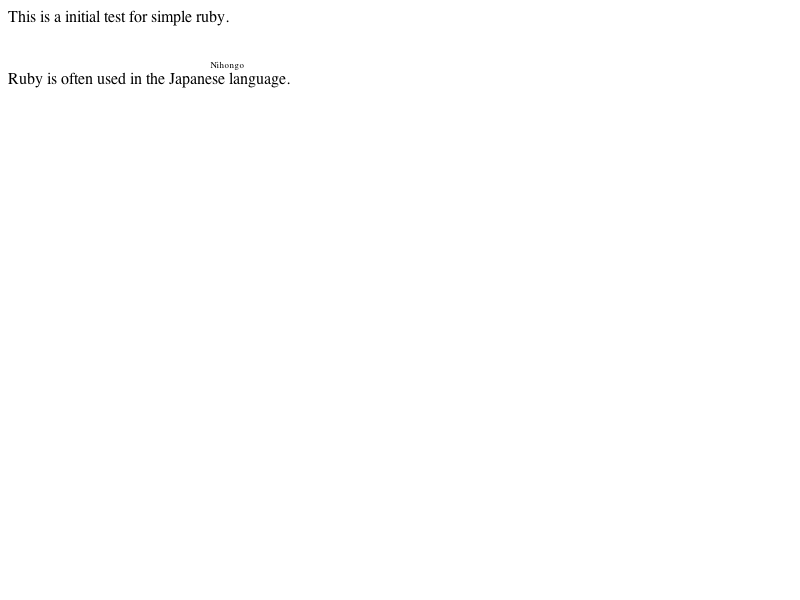 This is a initial test for simple ruby.
Nihongo
Ruby is often used in the Japanese language.